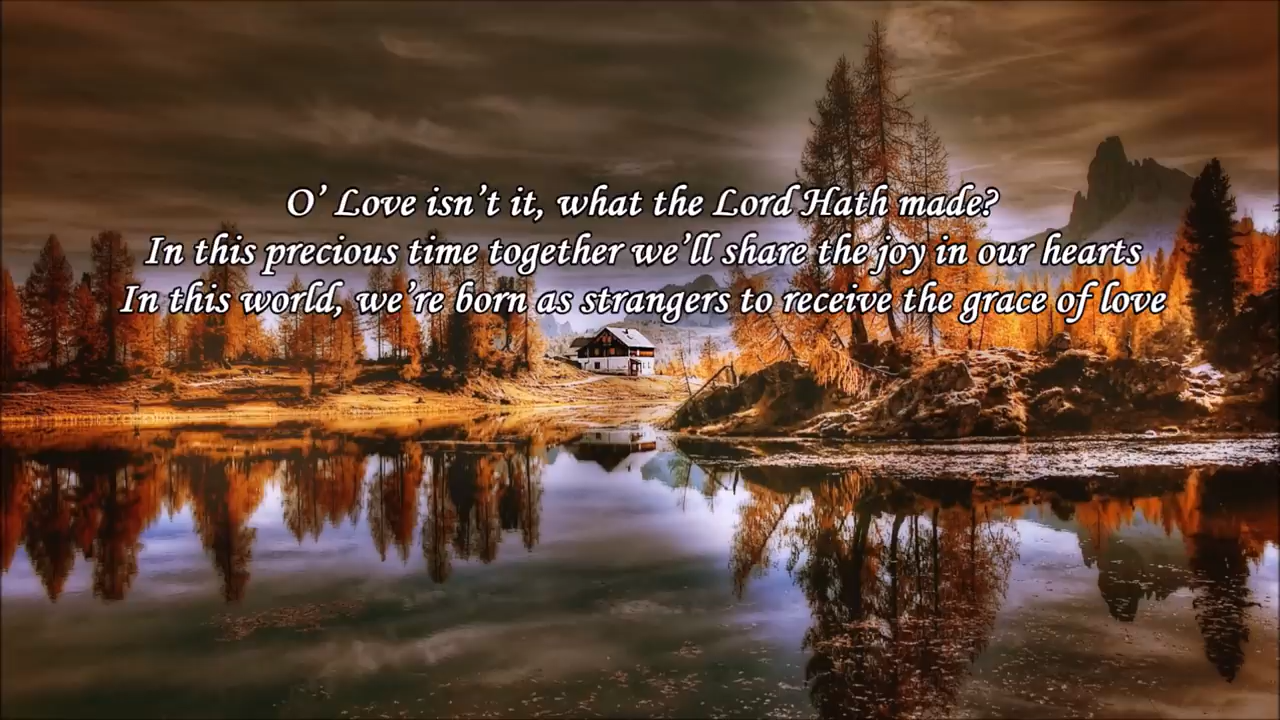 O’ Love isn’t it, what the Lord Hath made?
In this precious time together we’ll share the joy in our hearts
In this world, we’re born as strangers to receive the grace of love